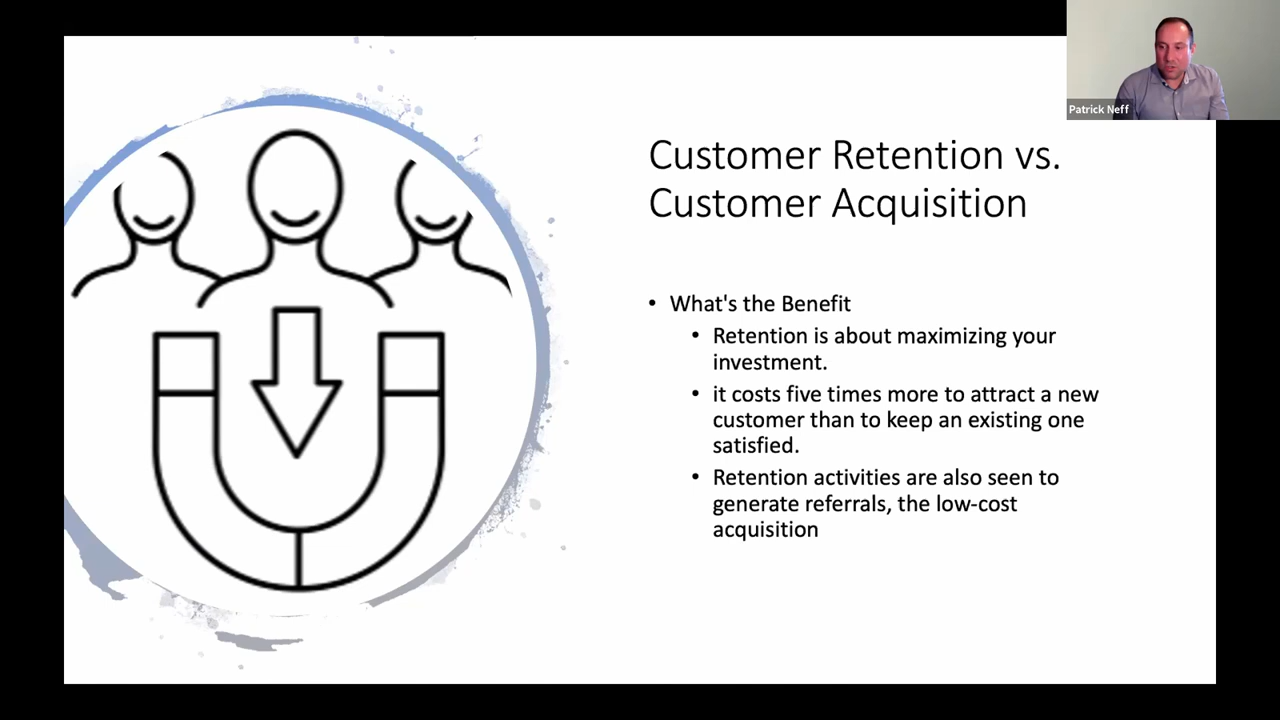 Patrick Neff
Customer Retention vs.
Customer Acquisition
• What's the Benefit
• Retention is about maximizing your
investment.
• it costs five times more to attract a new
customer than to keep an existing one
satisfied.
• Retention activities are also seen to
generate referrals, the low-cost
acquisition